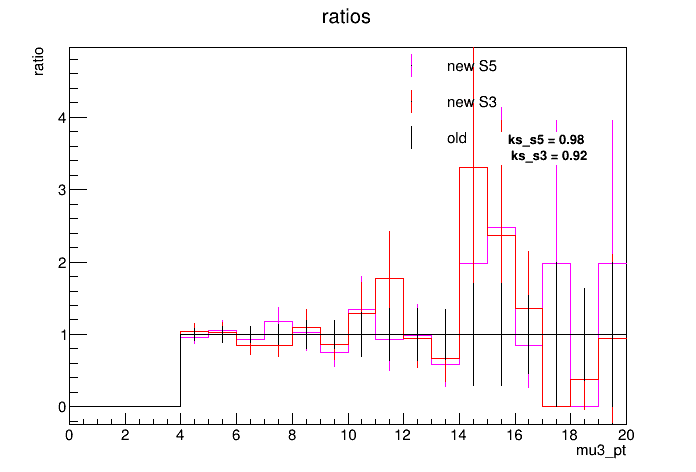 ratios
ratio
new S5
new S3
old
ks_s5 = 0.98
ks_s3 = 0.92
4
3
2
1
0
0 2 4 6 8 10 12 14 16 18 20
mu3_pt